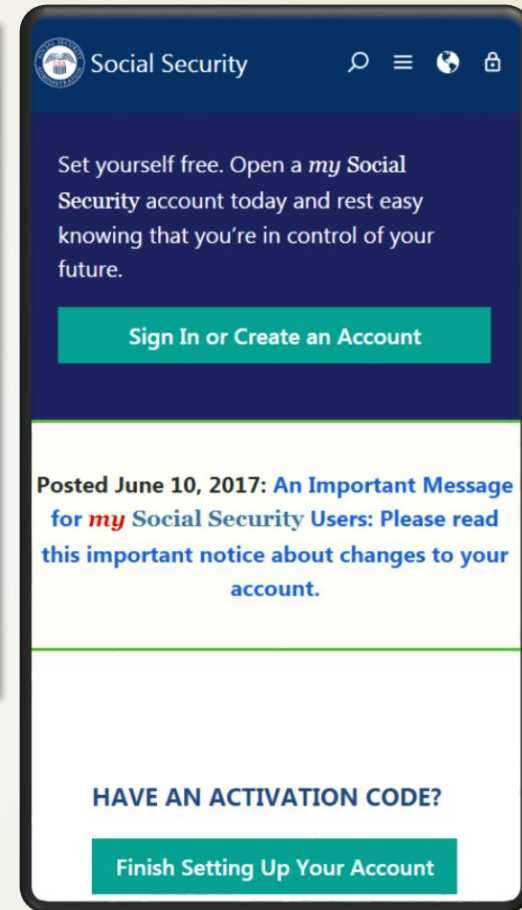 Social Security
Set yourself free. Open a my Social
Security account today and rest easy
knowing that you're in control of your
future.
Sign In or Create an Account
Posted June 10, 2017: An Important Message
for my Social Security Users: Please read
this important notice about changes to your
account.
HAVE AN ACTIVATION CODE?
Finish Setting Up Your Account